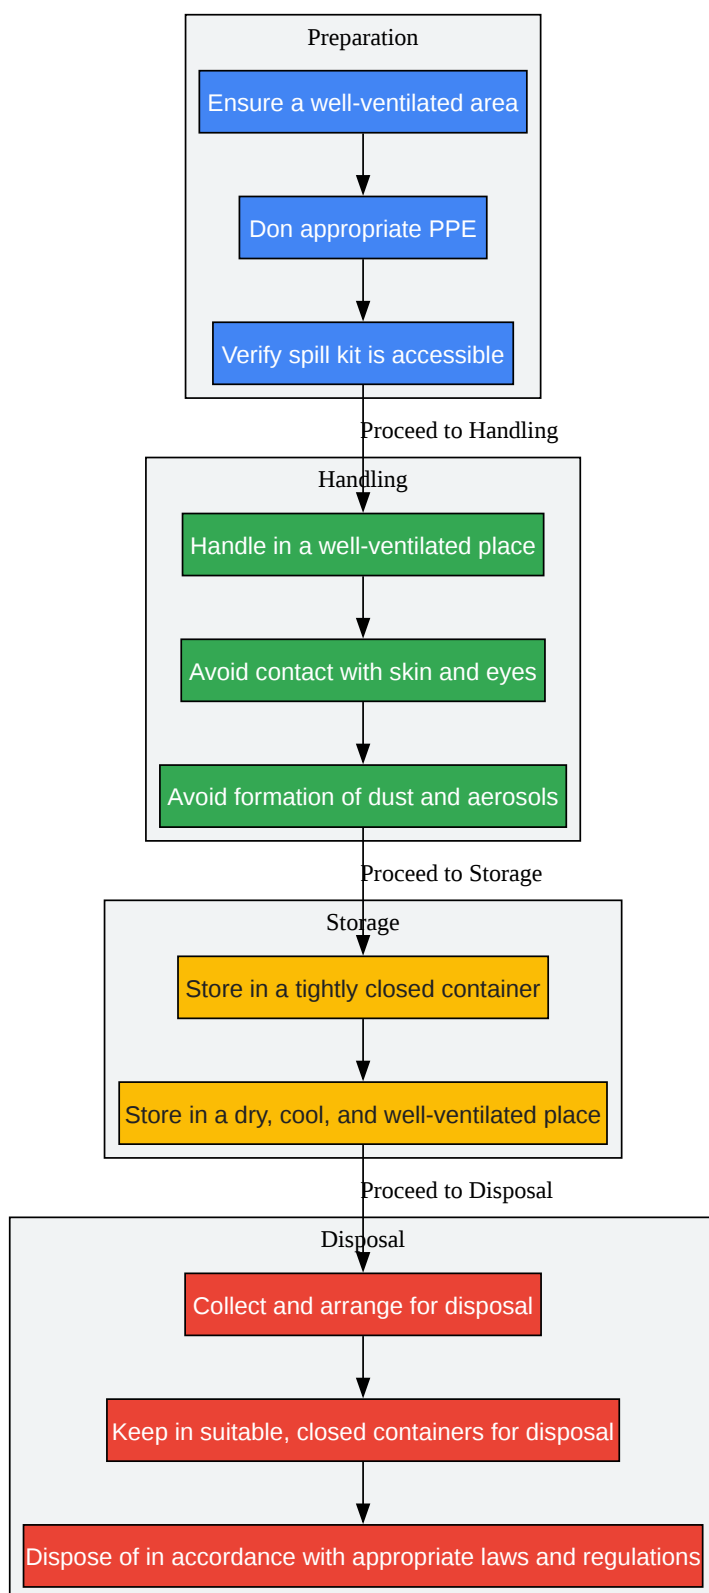 Preparation
Ensure a well-ventilated area
Don appropriate PPE
Verify spill kit is accessible
Proceed to Handling
Handling
Handle in a well-ventilated place
Avoid contact with skin and eyes
Avoid formation of dust and aerosols
Proceed to Storage
Storage
Store in a tightly closed container
Store in a dry, cool, and well-ventilated place
Proceed to Disposal
Disposal
Collect and arrange for disposal
Keep in suitable, closed containers for disposal
Dispose of in accordance with appropriate laws and regulations